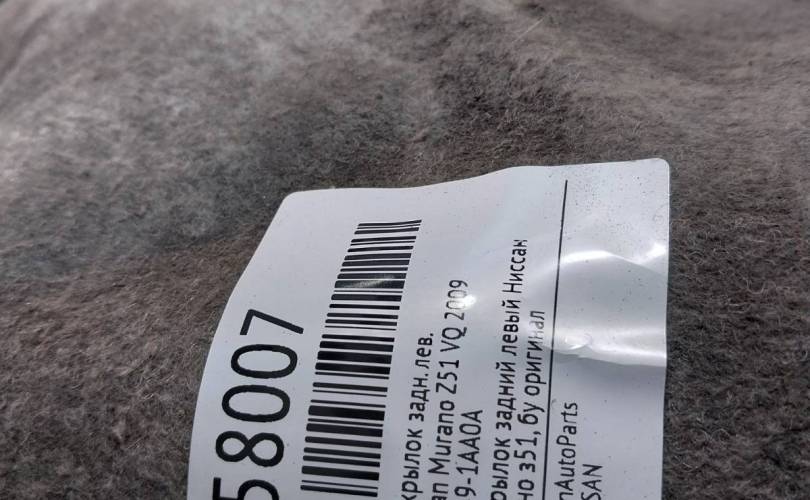 58007
крылок задн. лев.
an Murano Z51 VQ 2009
9-1AA0A
рылок задний левый Ниссан
но з51, бу оригинал
nAutoParts
SAN